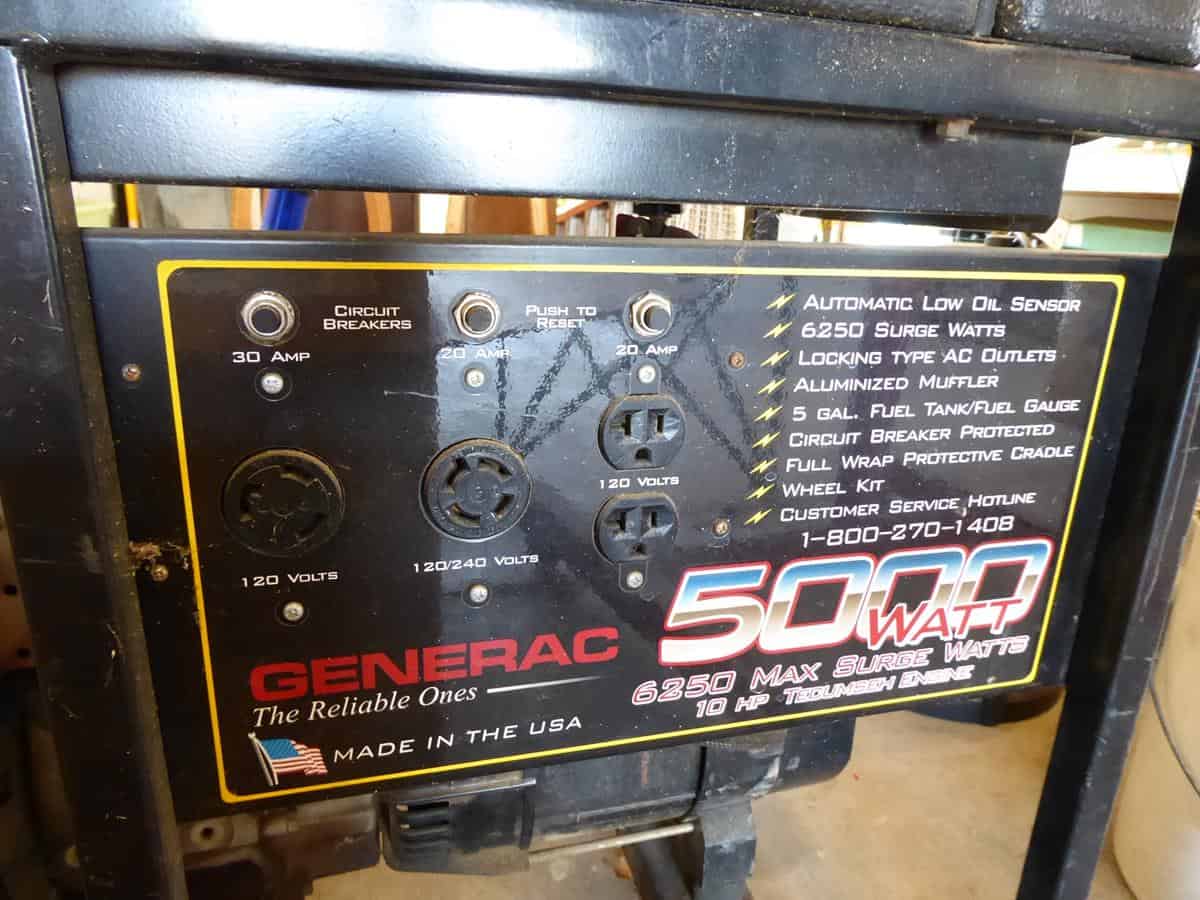 CIRCUIT
BREAKERS
PUSH TO
RESET
30 AMP
20 AMP
20 AMP
120 VOLTS
120/240 VOLTS
120 VOLTS
AUTOMATIC LOW OIL SENSOR
6250 SURGE WATTS
LOCKING TYPE AC OUTLETS
ALUMINIZED MUFFLER
5 GAL. FUEL TANK/FUEL GAUGE
CIRCUIT BREAKER PROTECTED
FULL WRAP PROTECTIVE CRADLE
WHEEL KIT
CUSTOMER SERVICE HOTLINE
1-800-270-1408
5000
WATT
6250 MAX SURGE WATTS
10 HP TECUMSEH ENGINE
GENERAC
The Reliable Ones
MADE IN THE USA